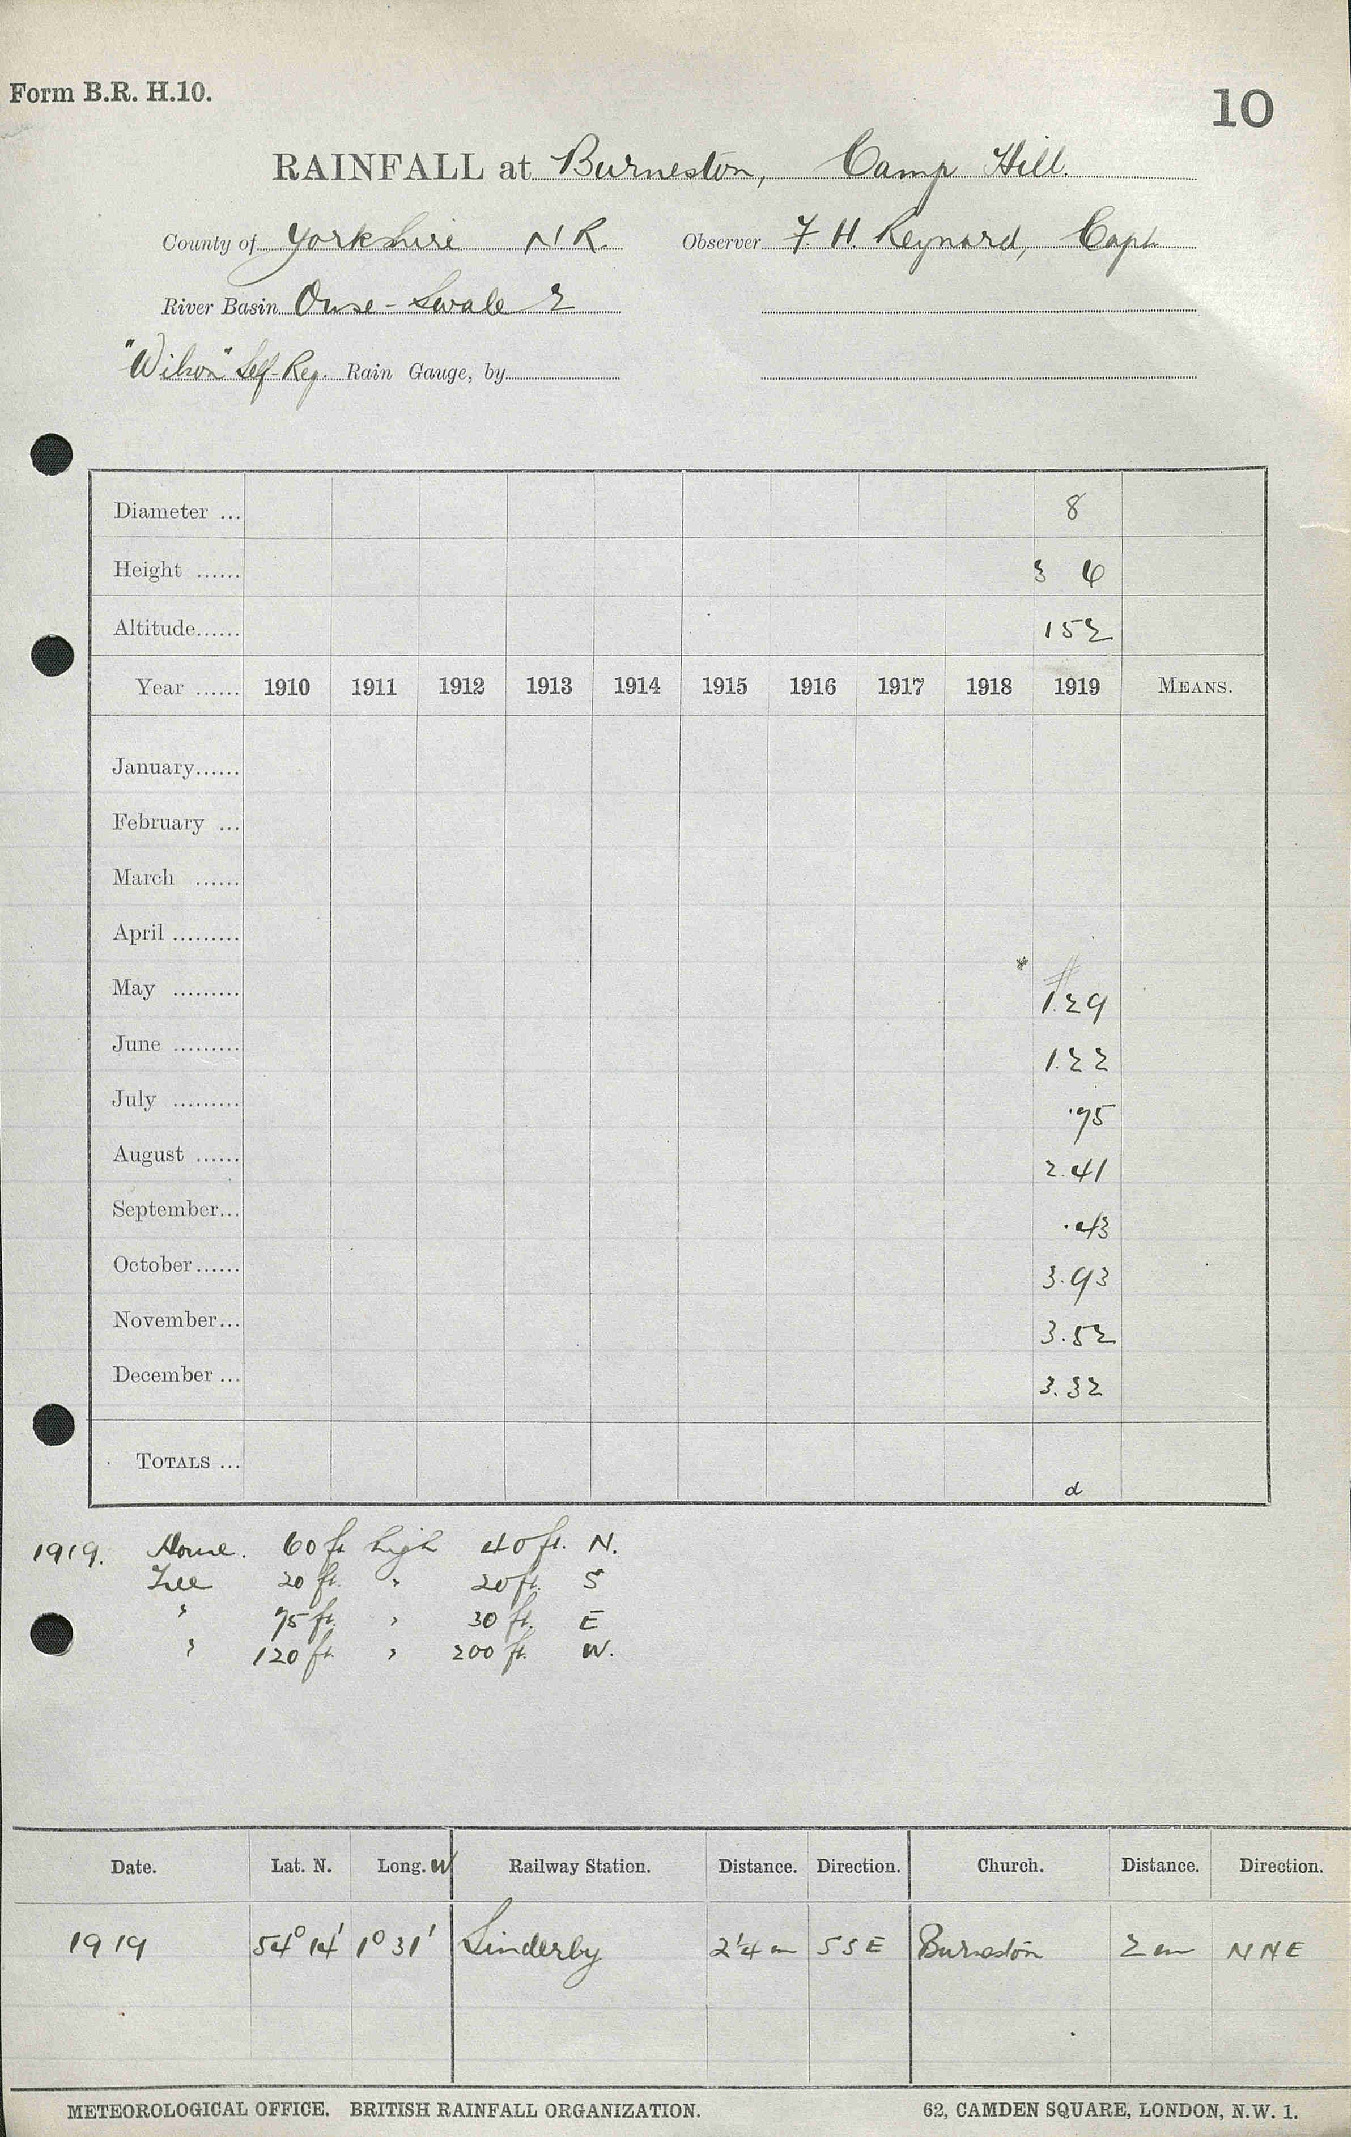 Form B.R. H.10.
10
RAINFALL at Burneston, Camp Hill.
County of Yorkshire N.R. Observer F. H. Reynard, Capt
River Basin Ouse - Swale 2
"Wilson" Self-Reg. Rain Gauge, by
Diameter ... 8
Height ...... 3 6
Altitude...... 152
Year ...... 1910 1911 1912 1913 1914 1915 1916 1917 1918 1919 MEANS.
January......
February ...
March ......
April .........
*
May ......... # 1.29
June ......... 1.22
July ......... .75
August ...... 2.41
September... .43
October...... 3.93
November... 3.52
December ... 3.32
TOTALS ... d
1919. House. 60 ft high 40 ft. N.
Tree 20 ft. " 20 ft. S
" 75 ft. " 30 ft. E
" 120 ft. " 200 ft. W.
Date. Lat. N. Long. W Railway Station. Distance. Direction. Church. Distance. Direction.
1919 54° 14' 1° 31' Sinderby 2¼ m SSE Burneston 2 m NNE
METEOROLOGICAL OFFICE. BRITISH RAINFALL ORGANIZATION. 62, CAMDEN SQUARE, LONDON, N.W. 1.